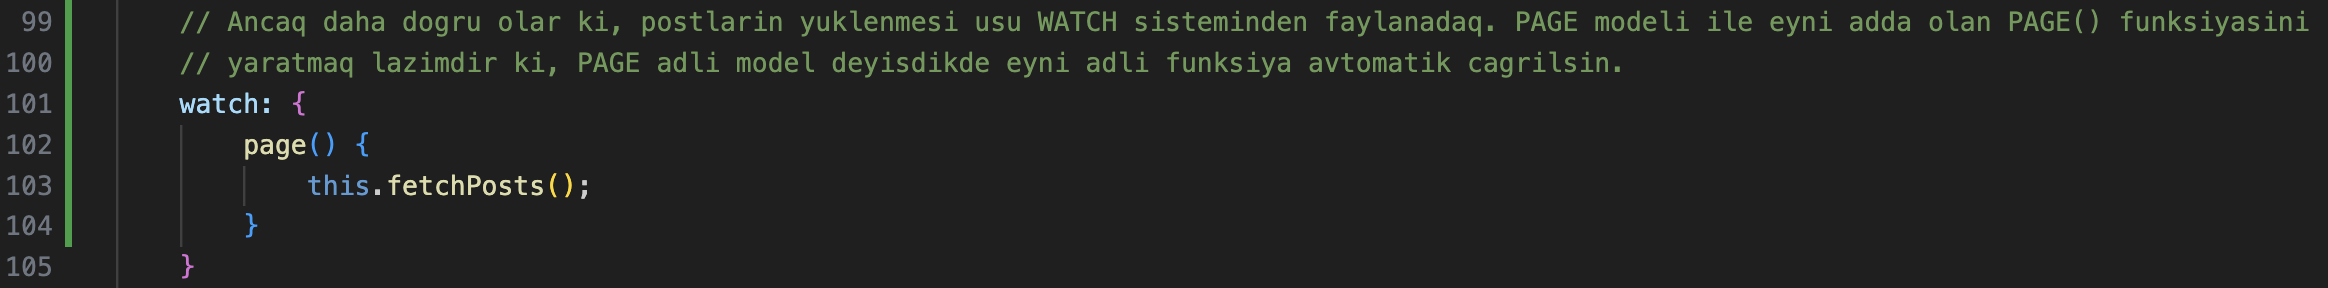 99 // Ancaq daha dogru olar ki, postlarin yuklenmesi usu WATCH sisteminden faylanadaq. PAGE modeli ile eyni adda olan PAGE() funksiyasini
100 // yaratmaq lazimdir ki, PAGE adli model deyisdikde eyni adli funksiya avtomatik cagrilsin.
101 watch: {
102 page() {
103 this.fetchPosts();
104 }
105 }